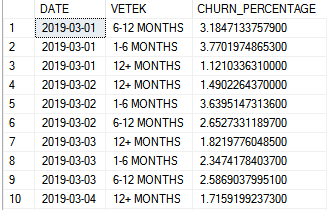 DATE VETEK CHURN_PERCENTAGE
1 2019-03-01 6-12 MONTHS 3.1847133757900
2 2019-03-01 1-6 MONTHS 3.7701974865300
3 2019-03-01 12+ MONTHS 1.1210336310000
4 2019-03-02 12+ MONTHS 1.4902264370000
5 2019-03-02 1-6 MONTHS 3.6395147313600
6 2019-03-02 6-12 MONTHS 2.6527331189700
7 2019-03-03 12+ MONTHS 1.8219776048500
8 2019-03-03 1-6 MONTHS 2.3474178403700
9 2019-03-03 6-12 MONTHS 2.5869037995100
10 2019-03-04 12+ MONTHS 1.7159199237300